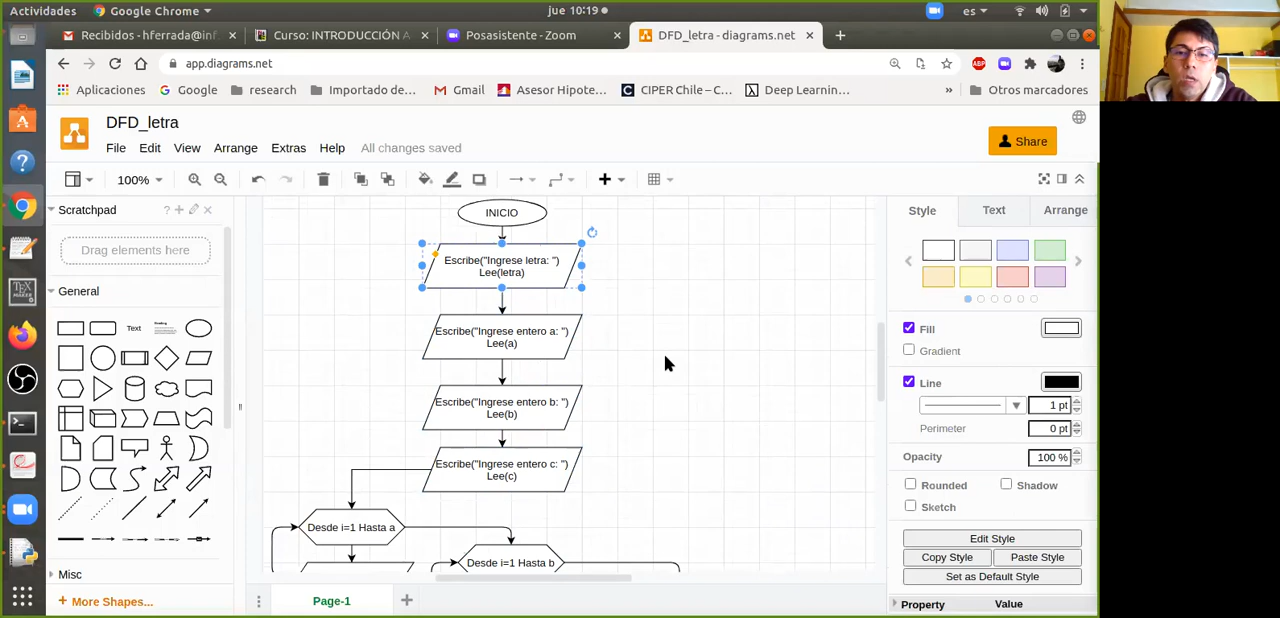 Actividades
Google Chrome
jue 10:19
es
Recibidos - hferrada@inf
Curso: INTRODUCCIÓN A
Posasistente - Zoom
DFD_letra - diagrams.net
app.diagrams.net
ABP
Aplicaciones
Google
research
Importado de...
Gmail
Asesor Hipote...
CIPER Chile – C...
Deep Learning...
»
Otros marcadores
DFD_letra
File
Edit
View
Arrange
Extras
Help
All changes saved
Share
100%
Scratchpad
Drag elements here
General
Text
Heading
Misc
+ More Shapes...
INICIO
Escribe("Ingrese letra: ")
Lee(letra)
Escribe("Ingrese entero a: ")
Lee(a)
Escribe("Ingrese entero b: ")
Lee(b)
Escribe("Ingrese entero c: ")
Lee(c)
Desde i=1 Hasta a
Desde i=1 Hasta b
Page-1
Style
Text
Arrange
Fill
Gradient
Line
1 pt
Perimeter
0 pt
Opacity
100 %
Rounded
Shadow
Sketch
Edit Style
Copy Style
Paste Style
Set as Default Style
Property
Value